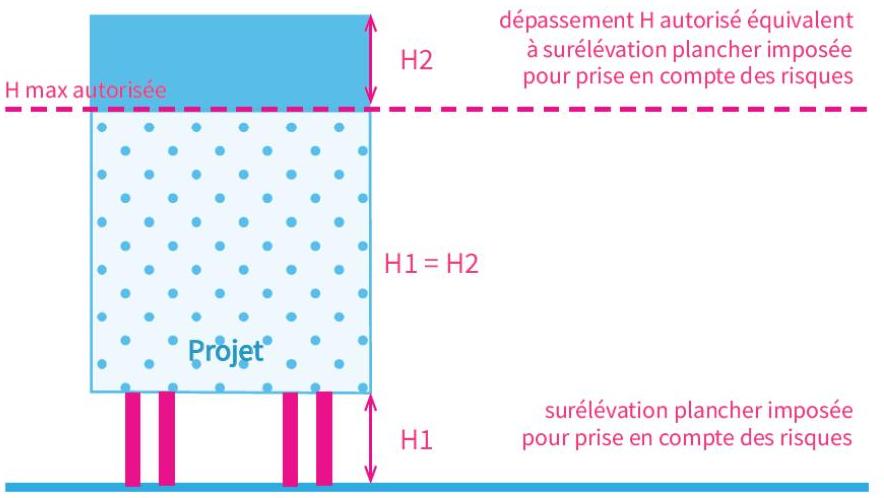 dépassement H autorisé équivalent
à surélévation plancher imposée
pour prise en compte des risques
H2
H max autorisée
H1 = H2
Projet
surélévation plancher imposée
pour prise en compte des risques
H1